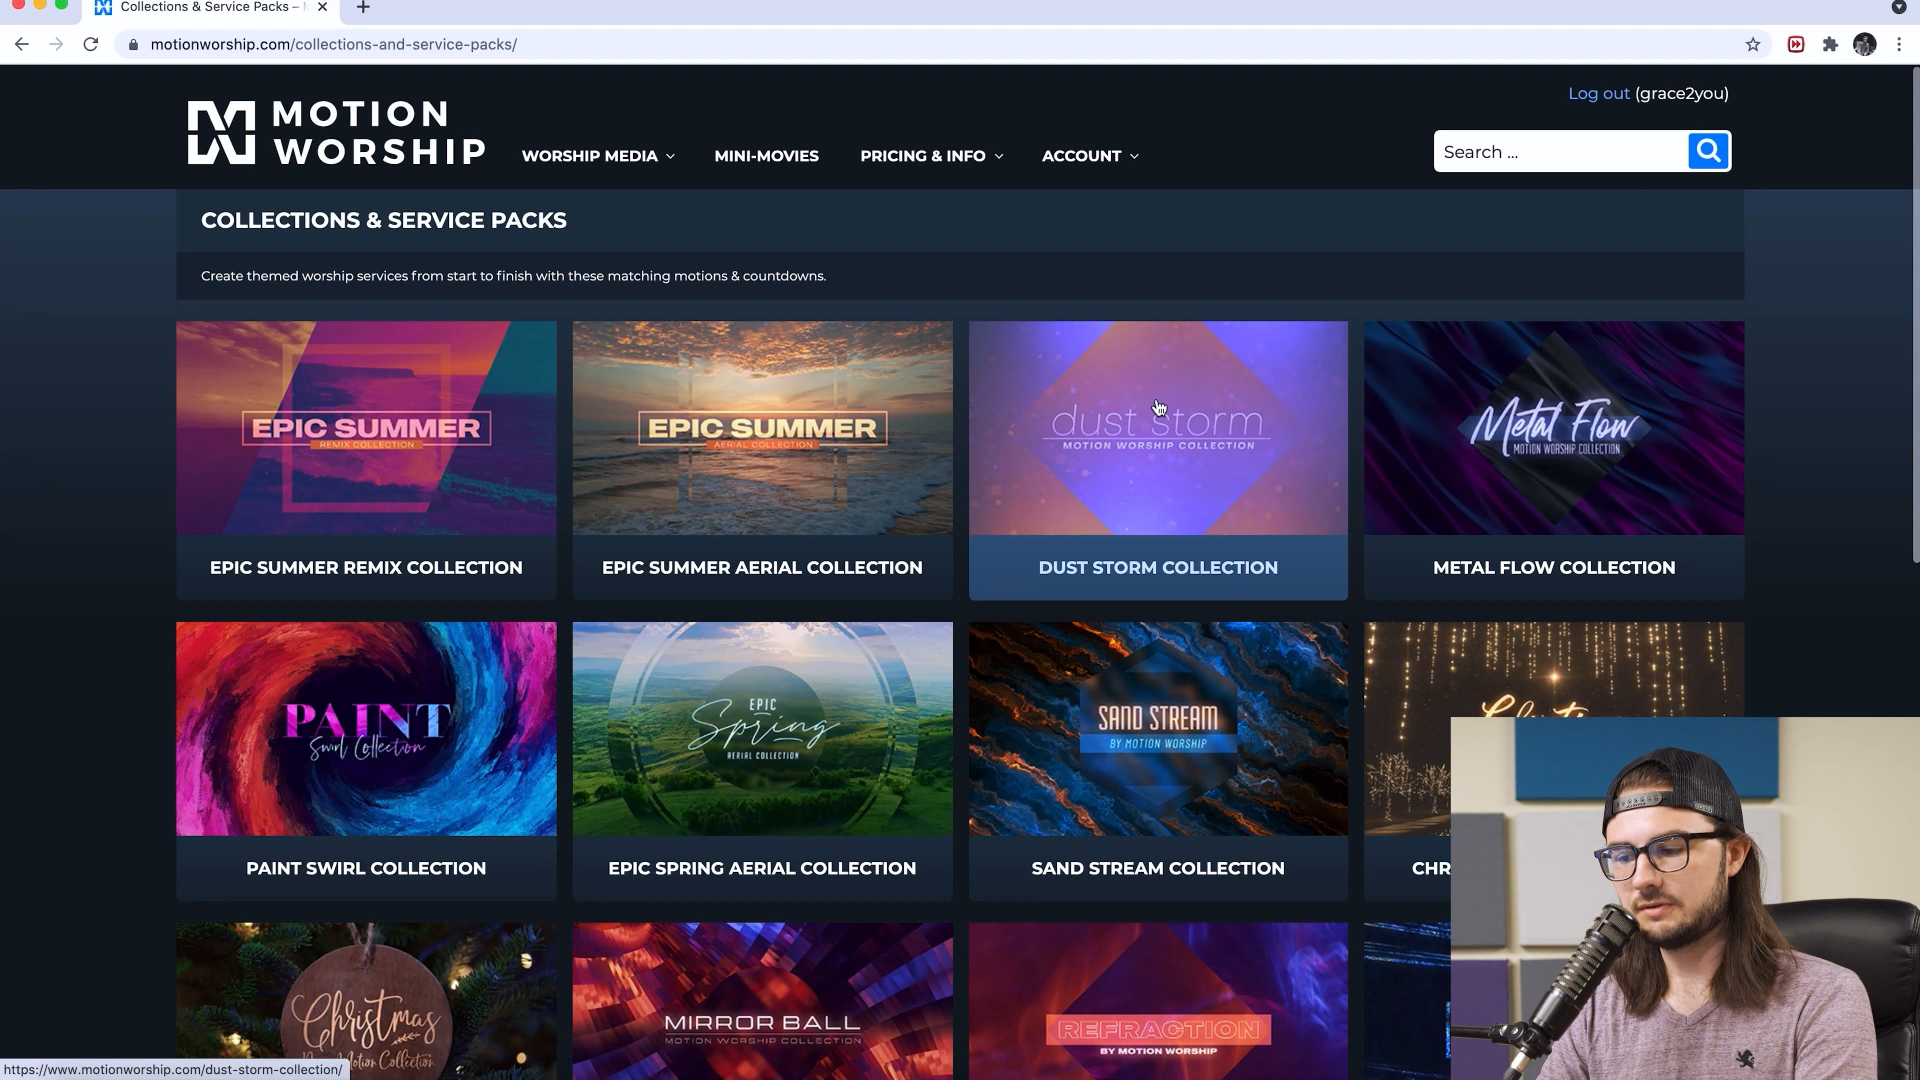 Collections & Service Packs –
motionworship.com/collections-and-service-packs/
Log out (grace2you)
MOTION
WORSHIP
WORSHIP MEDIA
MINI-MOVIES
PRICING & INFO
ACCOUNT
Search ...
COLLECTIONS & SERVICE PACKS
Create themed worship services from start to finish with these matching motions & countdowns.
EPIC SUMMER
REMIX COLLECTION
EPIC SUMMER
AERIAL COLLECTION
dust storm
MOTION WORSHIP COLLECTION
Metal Flow
MOTION WORSHIP COLLECTION
EPIC SUMMER REMIX COLLECTION
EPIC SUMMER AERIAL COLLECTION
DUST STORM COLLECTION
METAL FLOW COLLECTION
PAINT
Swirl Collection
EPIC
Spring
AERIAL COLLECTION
SAND STREAM
BY MOTION WORSHIP
PAINT SWIRL COLLECTION
EPIC SPRING AERIAL COLLECTION
SAND STREAM COLLECTION
CHR
Christmas
Motion Collection
MIRROR BALL
MOTION WORSHIP COLLECTION
REFRACTION
BY MOTION WORSHIP
https://www.motionworship.com/dust-storm-collection/